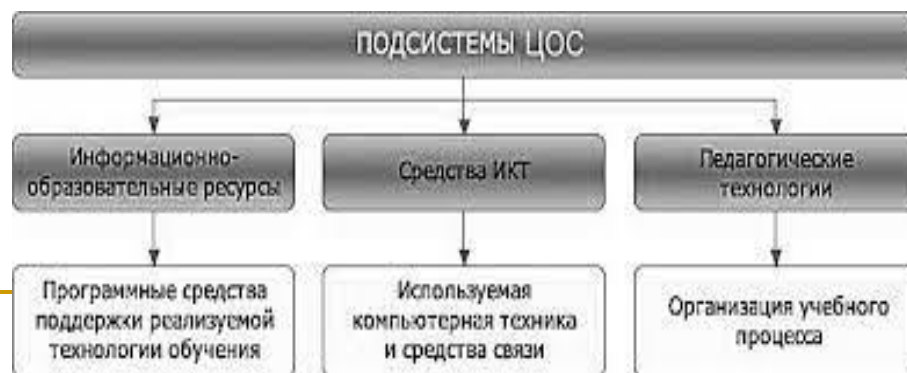 ПОДСИСТЕМЫ ЦОС
Информационно-
образовательные ресурсы
Средства ИКТ
Педагогические
технологии
Программные средства
поддержки реализуемой
технологии обучения
Используемая
компьютерная техника
и средства связи
Организация учебного
процесса